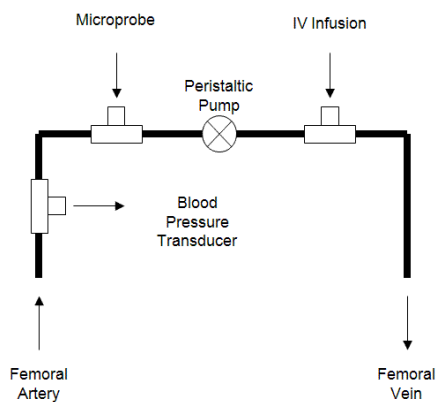 Microprobe
IV Infusion
Peristaltic
Pump
Blood
Pressure
Transducer
Femoral
Artery
Femoral
Vein